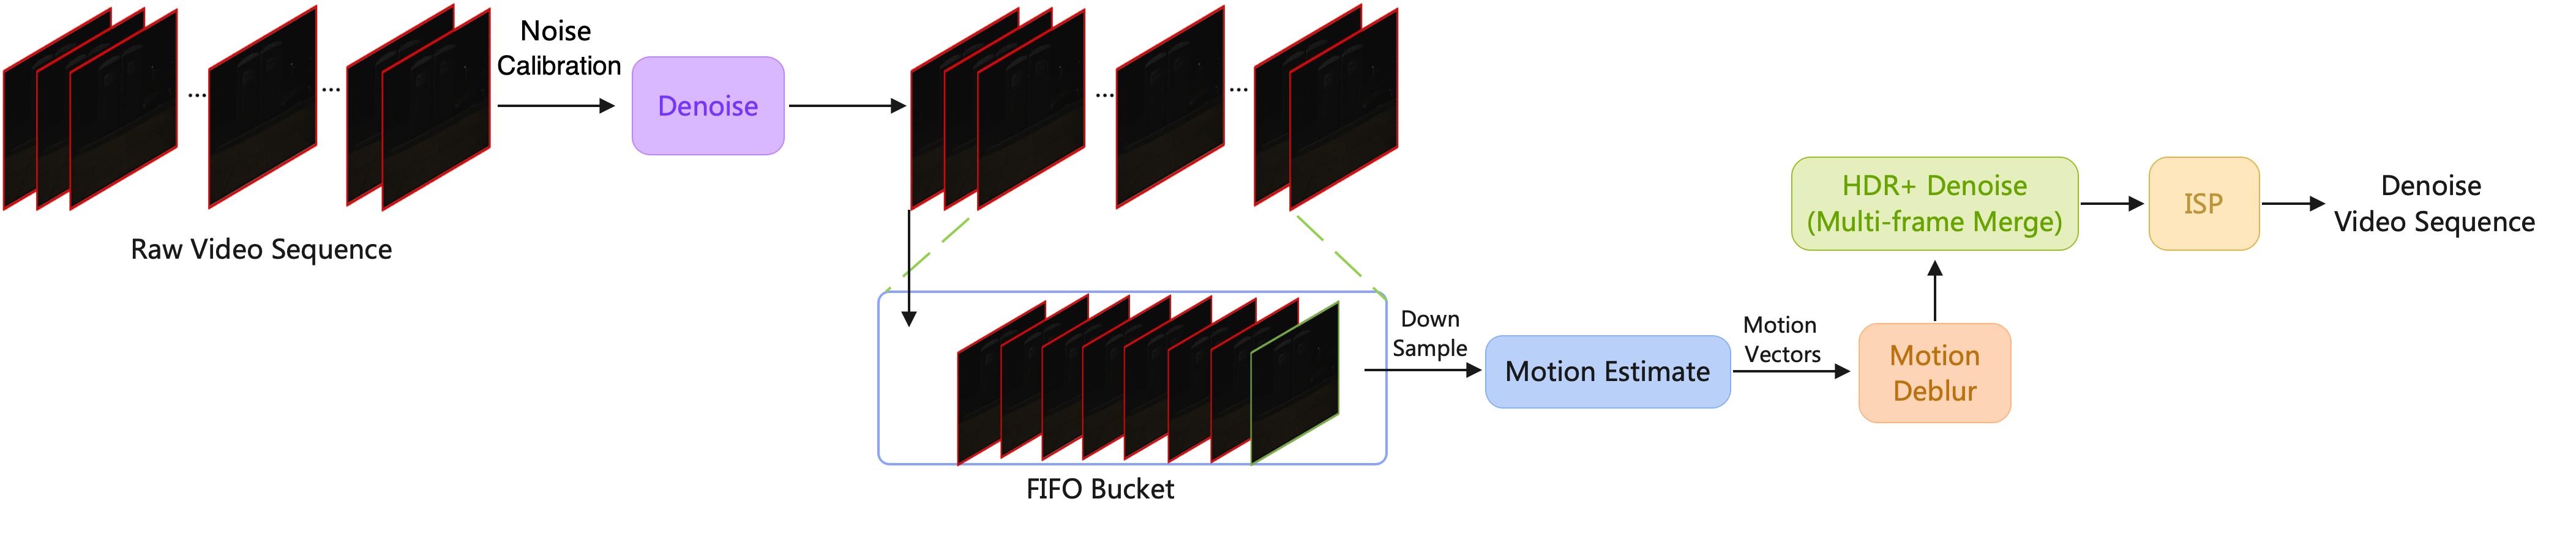 Noise
Calibration
Denoise
...
...
...
...
Raw Video Sequence
FIFO Bucket
Down
Sample
Motion Estimate
Motion
Vectors
Motion
Deblur
HDR+ Denoise
(Multi-frame Merge)
ISP
Denoise
Video Sequence